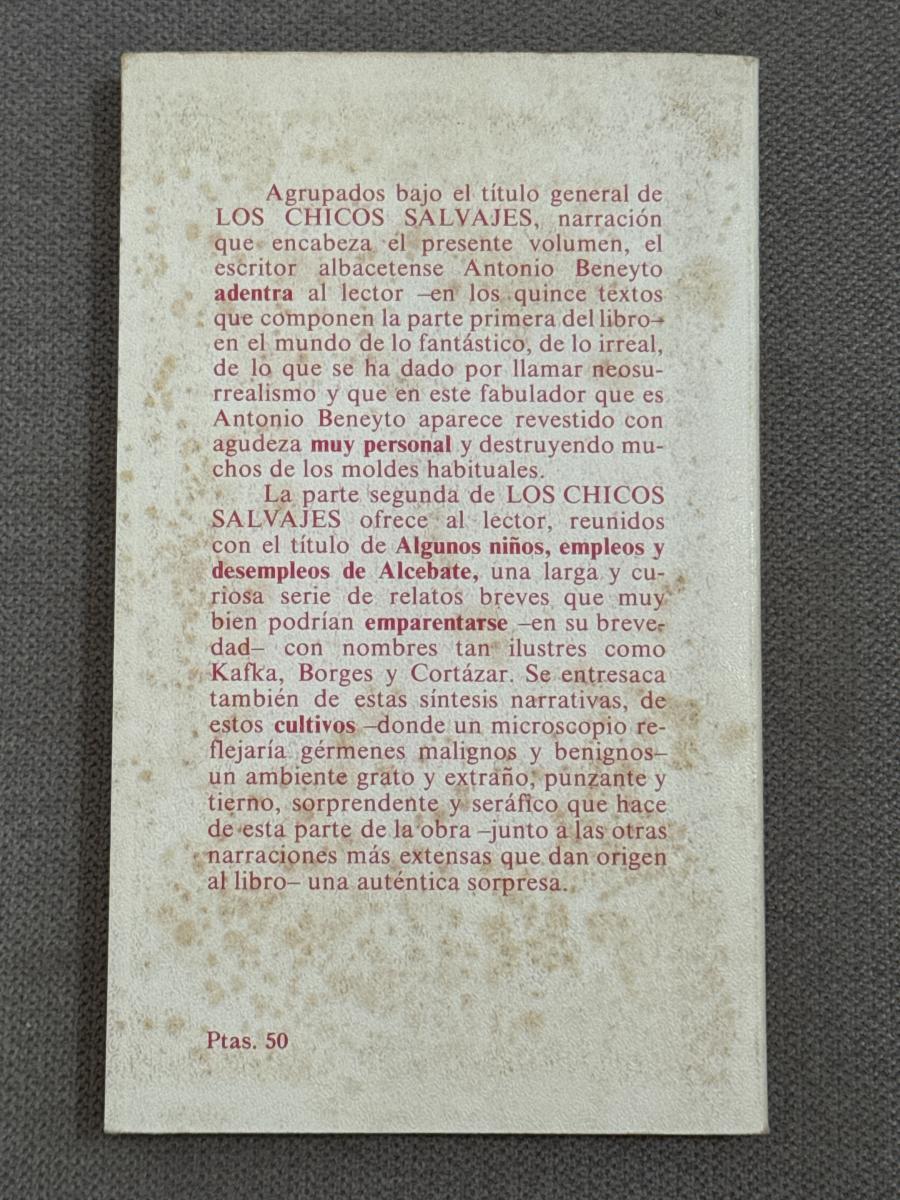 Agrupados bajo el título general de
LOS CHICOS SALVAJES, narración
que encabeza el presente volumen, el
escritor albacetense Antonio Beneyto
adentra al lector –en los quince textos
que componen la parte primera del libro–
en el mundo de lo fantástico, de lo irreal,
de lo que se ha dado por llamar neosu-
rrealismo y que en este fabulador que es
Antonio Beneyto aparece revestido con
agudeza muy personal y destruyendo mu-
chos de los moldes habituales.
La parte segunda de LOS CHICOS
SALVAJES ofrece al lector, reunidos
con el título de Algunos niños, empleos y
desempleos de Alcebate, una larga y cu-
riosa serie de relatos breves que muy
bien podrían emparentarse –en su breve-
dad– con nombres tan ilustres como
Kafka, Borges y Cortázar. Se entresaca
también de estas síntesis narrativas, de
estos cultivos –donde un microscopio re-
flejaría gérmenes malignos y benignos–
un ambiente grato y extraño, punzante y
tierno, sorprendente y seráfico que hace
de esta parte de la obra –junto a las otras
narraciones más extensas que dan origen
al libro– una auténtica sorpresa.
Ptas. 50